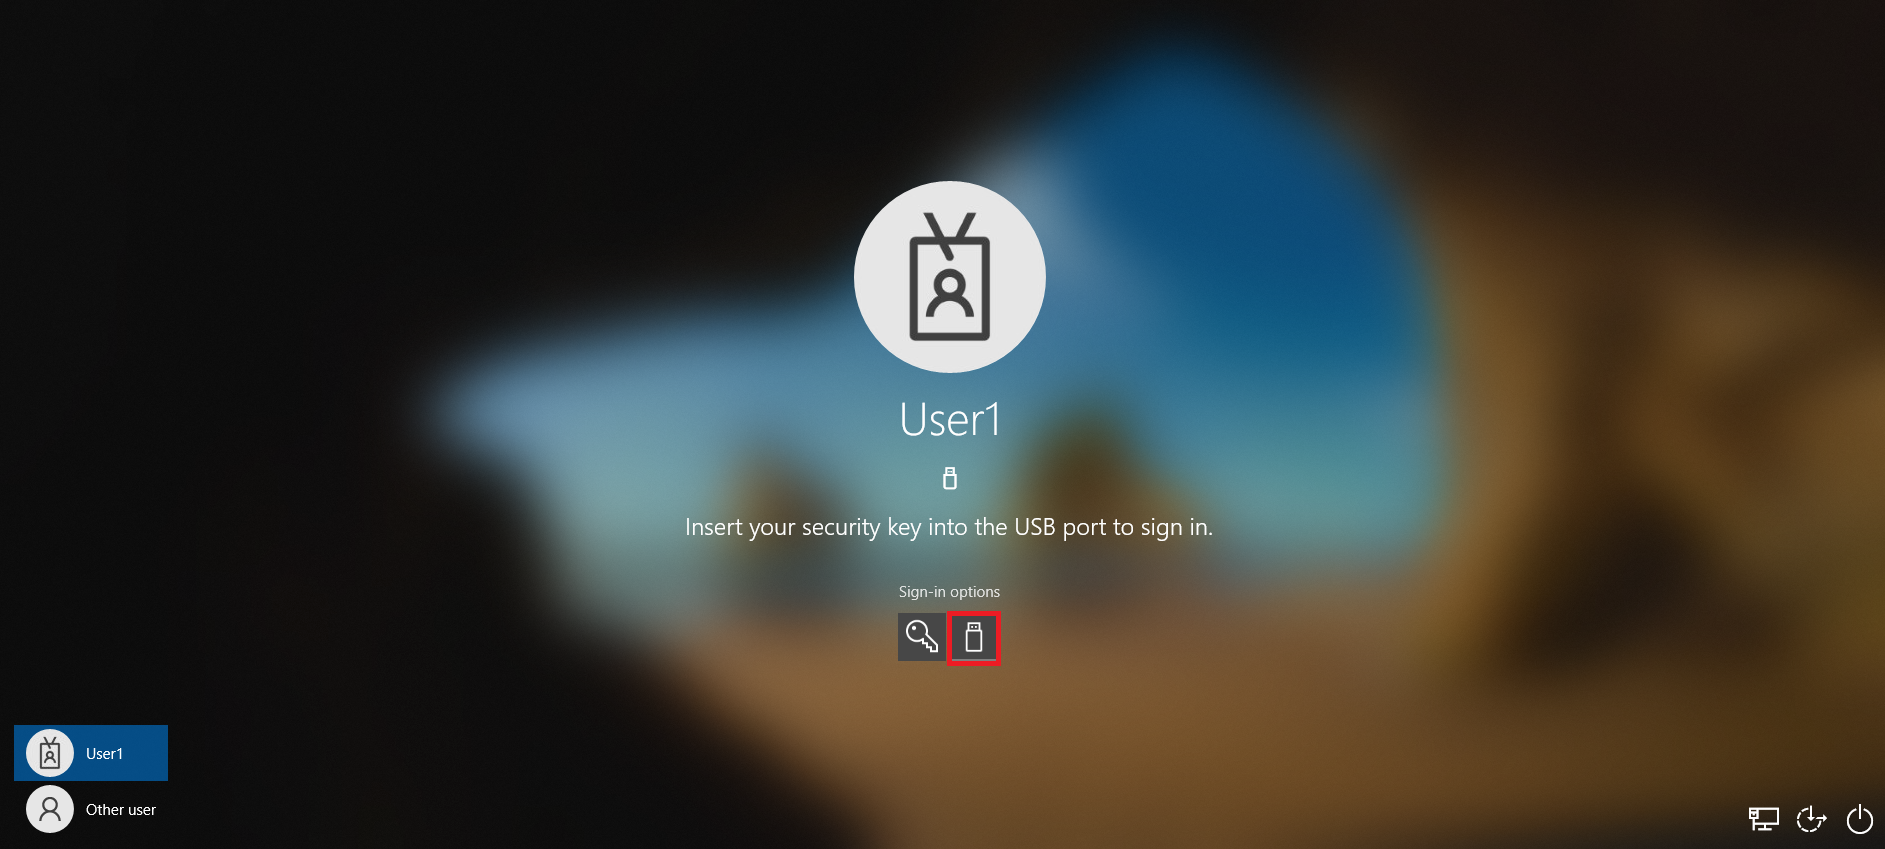 User1
Insert your security key into the USB port to sign in.
Sign-in options
User1
Other user